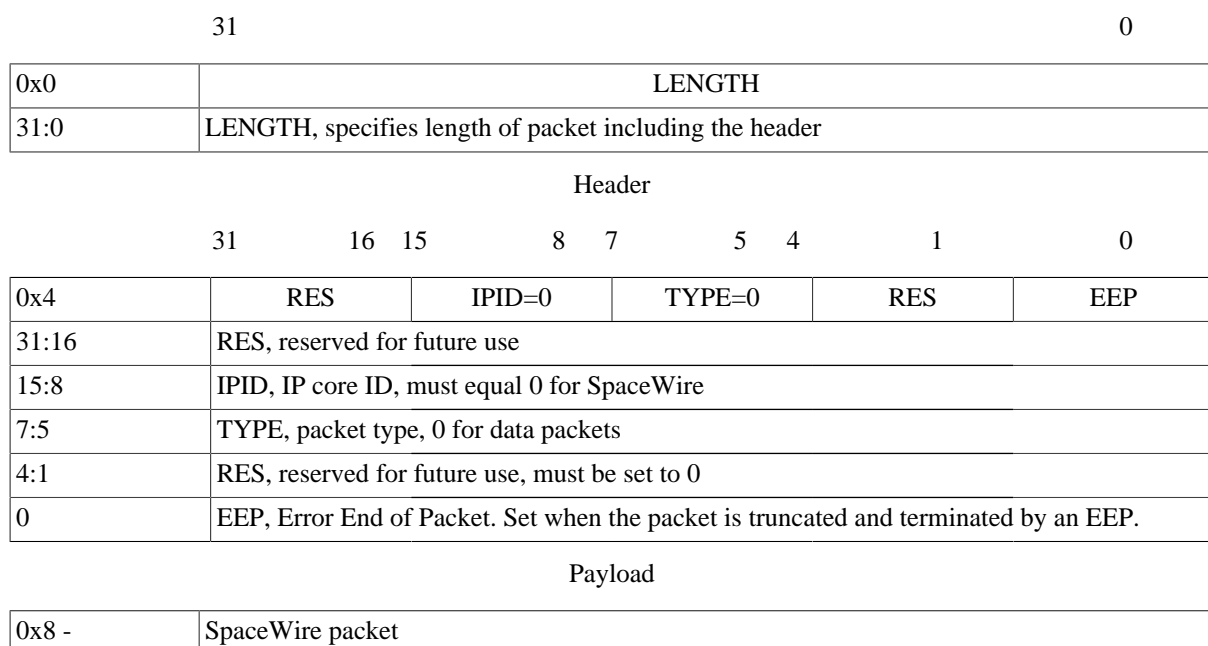 31 0
0x0 LENGTH
31:0 LENGTH, specifies length of packet including the header
Header
31 16 15 8 7 5 4 1 0
0x4 RES IPID=0 TYPE=0 RES EEP
31:16 RES, reserved for future use
15:8 IPID, IP core ID, must equal 0 for SpaceWire
7:5 TYPE, packet type, 0 for data packets
4:1 RES, reserved for future use, must be set to 0
0 EEP, Error End of Packet. Set when the packet is truncated and terminated by an EEP.
Payload
0x8 - SpaceWire packet